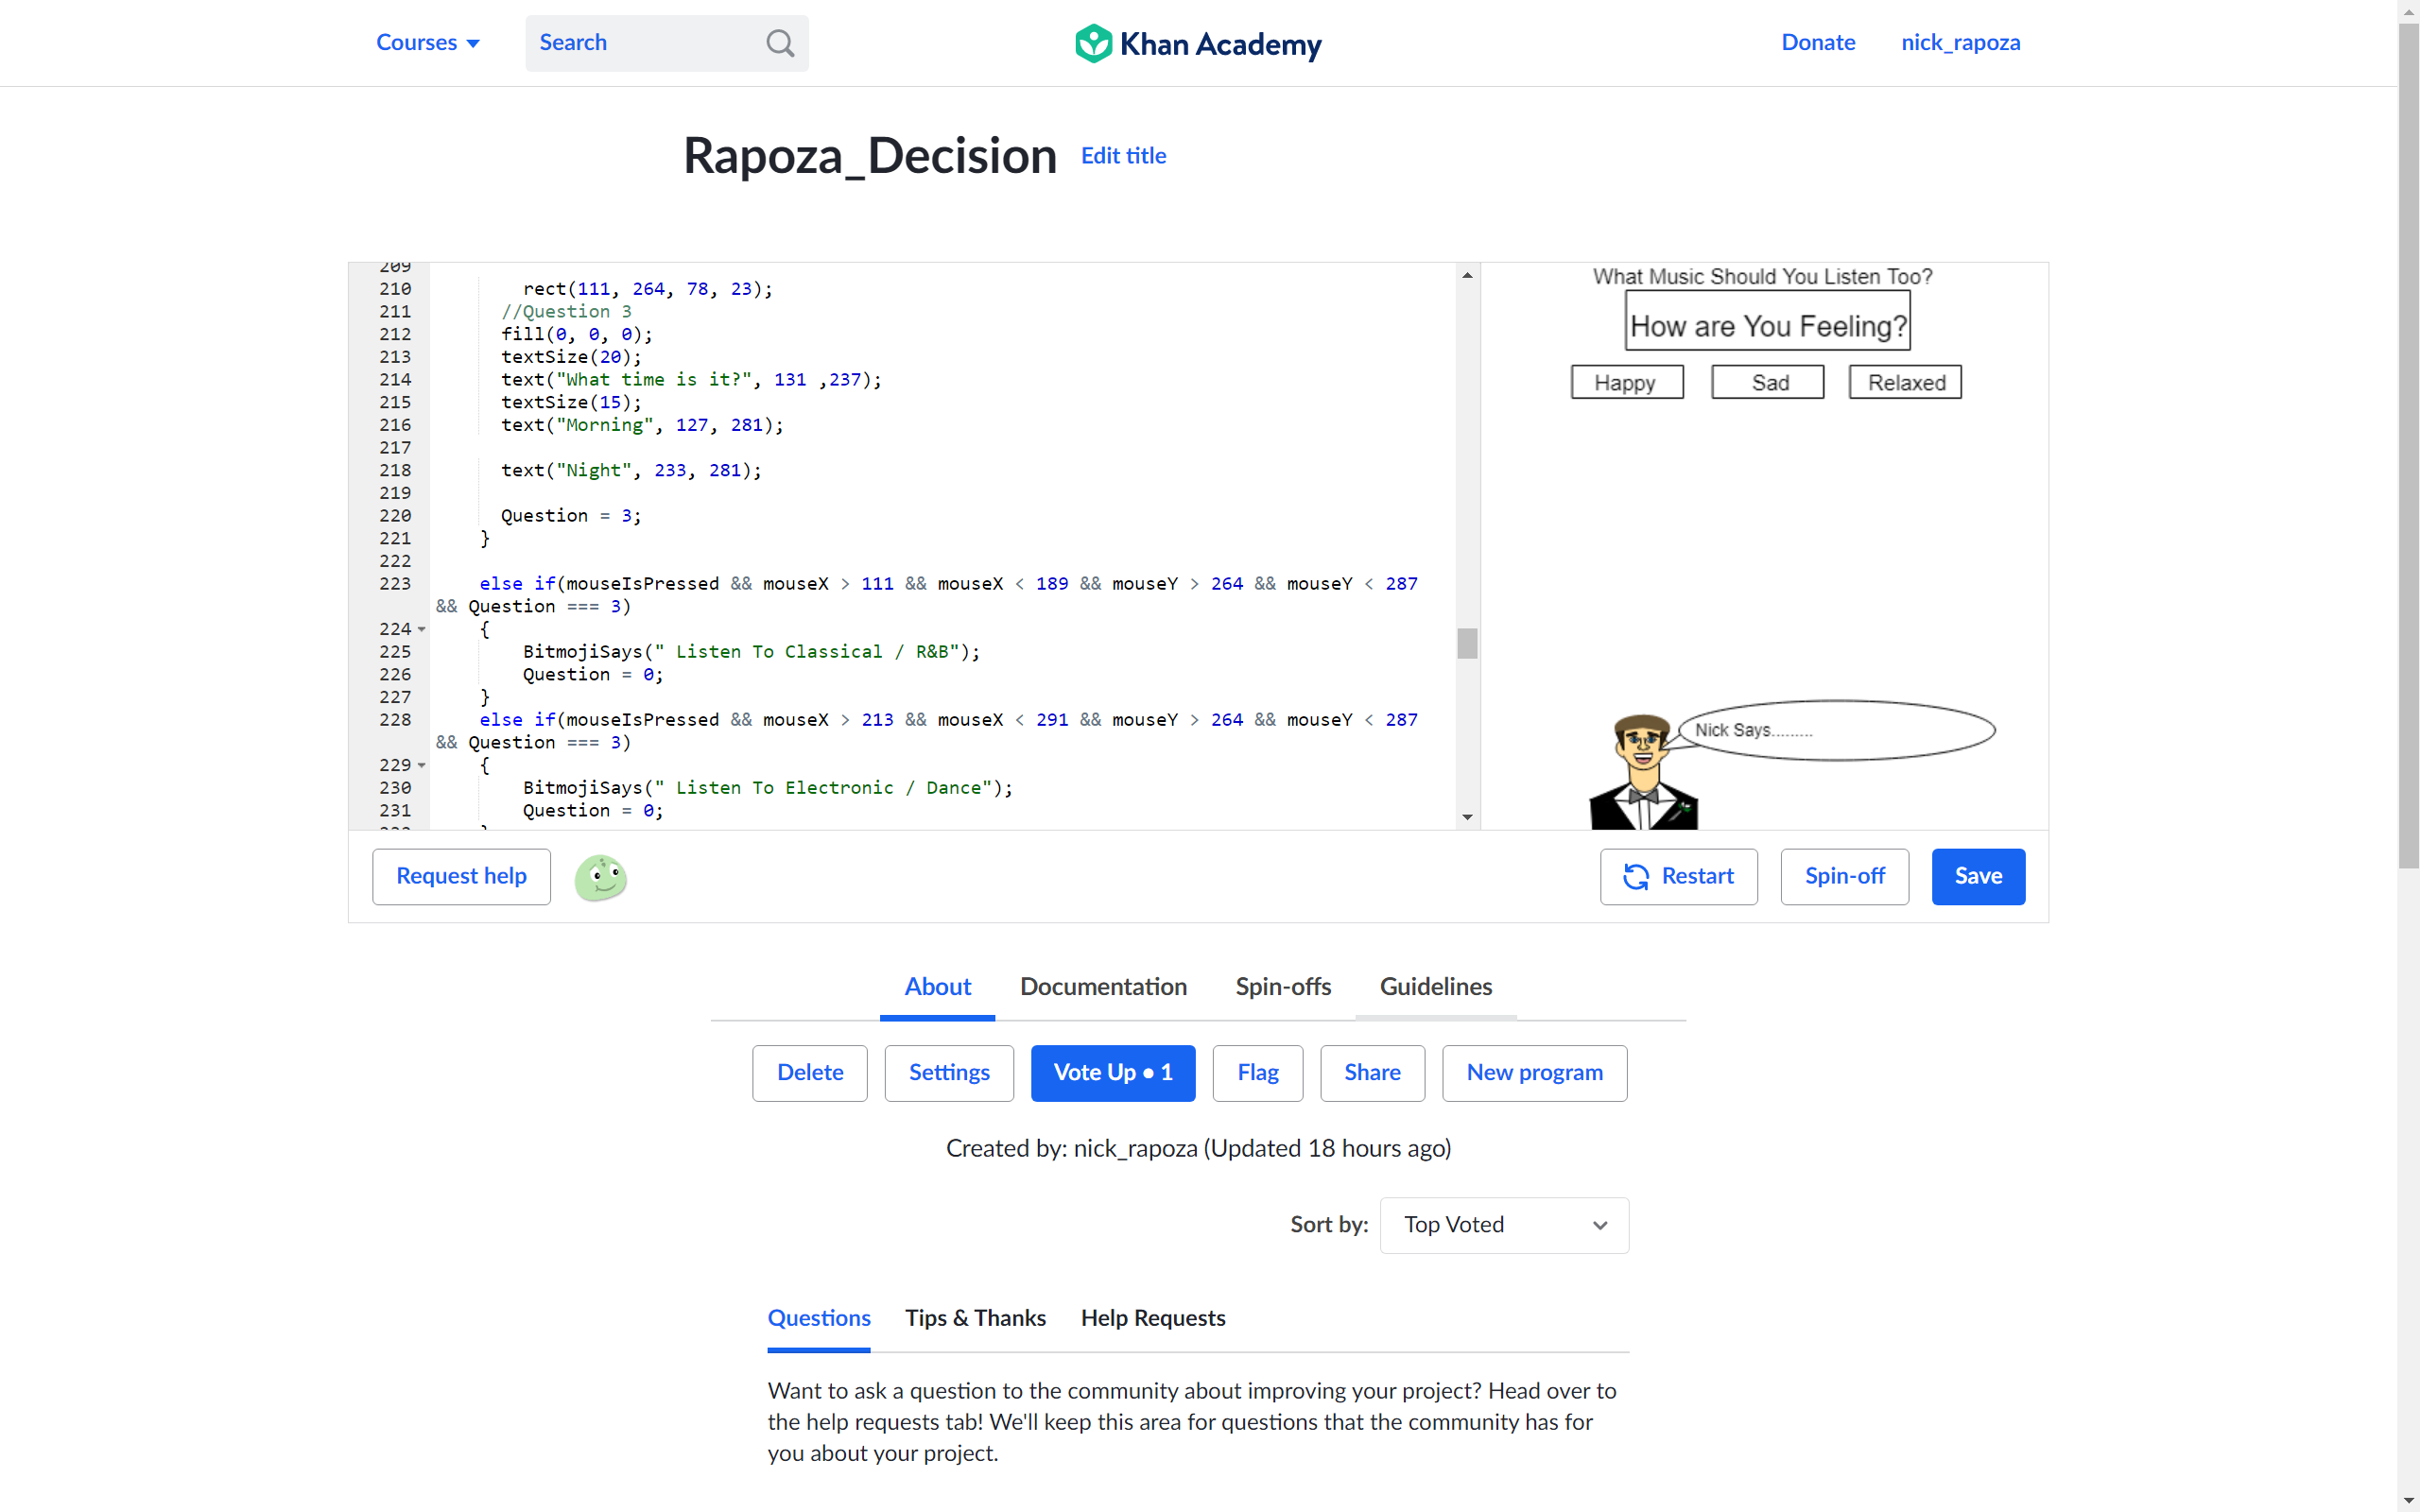 Courses
Search
Khan Academy
Donate
nick_rapoza
Rapoza_Decision
Edit title
209
210 rect(111, 264, 78, 23);
211 //Question 3
212 fill(0, 0, 0);
213 textSize(20);
214 text("What time is it?", 131 ,237);
215 textSize(15);
216 text("Morning", 127, 281);
217
218 text("Night", 233, 281);
219
220 Question = 3;
221 }
222
223 else if(mouseIsPressed && mouseX > 111 && mouseX < 189 && mouseY > 264 && mouseY < 287
&& Question === 3)
224 {
225 BitmojiSays(" Listen To Classical / R&B");
226 Question = 0;
227 }
228 else if(mouseIsPressed && mouseX > 213 && mouseX < 291 && mouseY > 264 && mouseY < 287
&& Question === 3)
229 {
230 BitmojiSays(" Listen To Electronic / Dance");
231 Question = 0;
What Music Should You Listen Too?
How are You Feeling?
Happy
Sad
Relaxed
Nick Says.........
Request help
Restart
Spin-off
Save
About
Documentation
Spin-offs
Guidelines
Delete
Settings
Vote Up • 1
Flag
Share
New program
Created by: nick_rapoza (Updated 18 hours ago)
Sort by:
Top Voted
Questions
Tips & Thanks
Help Requests
Want to ask a question to the community about improving your project? Head over to
the help requests tab! We'll keep this area for questions that the community has for
you about your project.